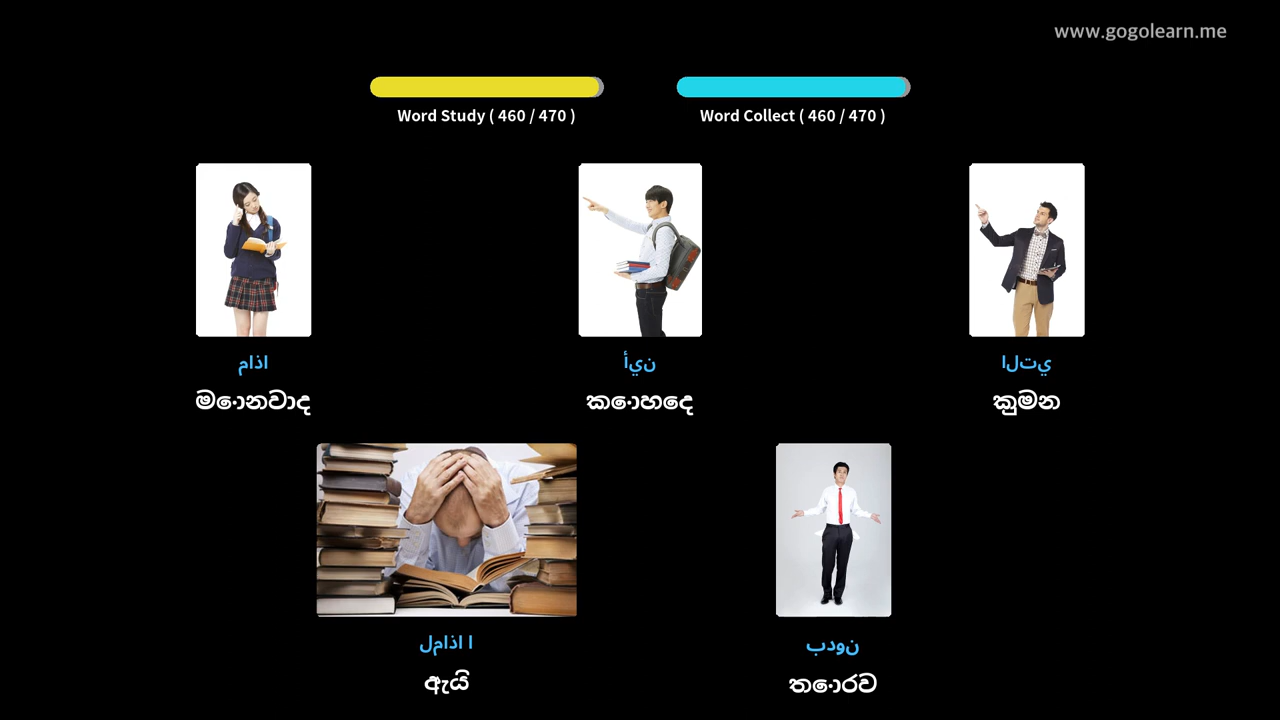 www.gogolearn.me
Word Study ( 460 / 470 )
Word Collect ( 460 / 470 )
ماذا
أين
التي
මොනවාද
කොහෙද
කුමන
لماذا ا
بدون
ඇයි
තොරව